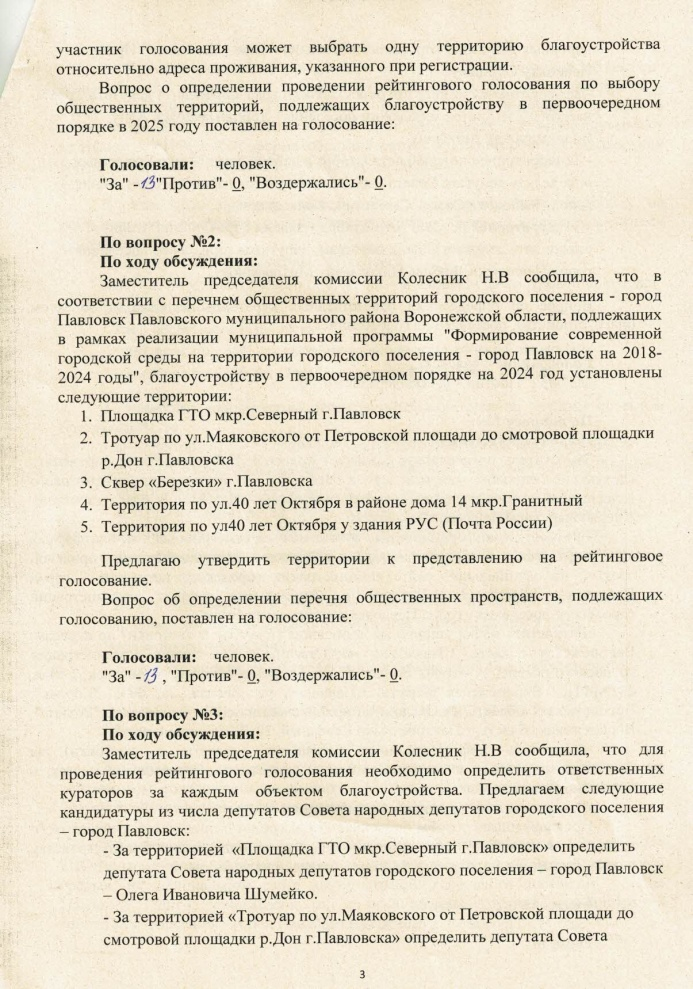 участник голосования может выбрать одну территорию благоустройства
относительно адреса проживания, указанного при регистрации.
Вопрос о определении проведении рейтингового голосования по выбору
общественных территорий, подлежащих благоустройству в первоочередном
порядке в 2025 году поставлен на голосование:
Голосовали: человек.
"За" -13"Против"- 0, "Воздержались"- 0.
По вопросу №2:
По ходу обсуждения:
Заместитель председателя комиссии Колесник Н.В сообщила, что в
соответствии с перечнем общественных территорий городского поселения - город
Павловск Павловского муниципального района Воронежской области, подлежащих
в рамках реализации муниципальной программы "Формирование современной
городской среды на территории городского поселения - город Павловск на 2018-
2024 годы", благоустройству в первоочередном порядке на 2024 год установлены
следующие территории:
1. Площадка ГТО мкр.Северный г.Павловск
2. Тротуар по ул.Маяковского от Петровской площади до смотровой площадки
р.Дон г.Павловска
3. Сквер «Березки» г.Павловска
4. Территория по ул.40 лет Октября в районе дома 14 мкр.Гранитный
5. Территория по ул40 лет Октября у здания РУС (Почта России)
Предлагаю утвердить территории к представлению на рейтинговое
голосование.
Вопрос об определении перечня общественных пространств, подлежащих
голосованию, поставлен на голосование:
Голосовали: человек.
"За" -13 , "Против"- 0, "Воздержались"- 0.
По вопросу №3:
По ходу обсуждения:
Заместитель председателя комиссии Колесник Н.В сообщила, что для
проведения рейтингового голосования необходимо определить ответственных
кураторов за каждым объектом благоустройства. Предлагаем следующие
кандидатуры из числа депутатов Совета народных депутатов городского поселения
– город Павловск:
- За территорией «Площадка ГТО мкр.Северный г.Павловск» определить
депутата Совета народных депутатов городского поселения – город Павловск
– Олега Ивановича Шумейко.
- За территорией «Тротуар по ул.Маяковского от Петровской площади до
смотровой площадки р.Дон г.Павловска» определить депутата Совета
3